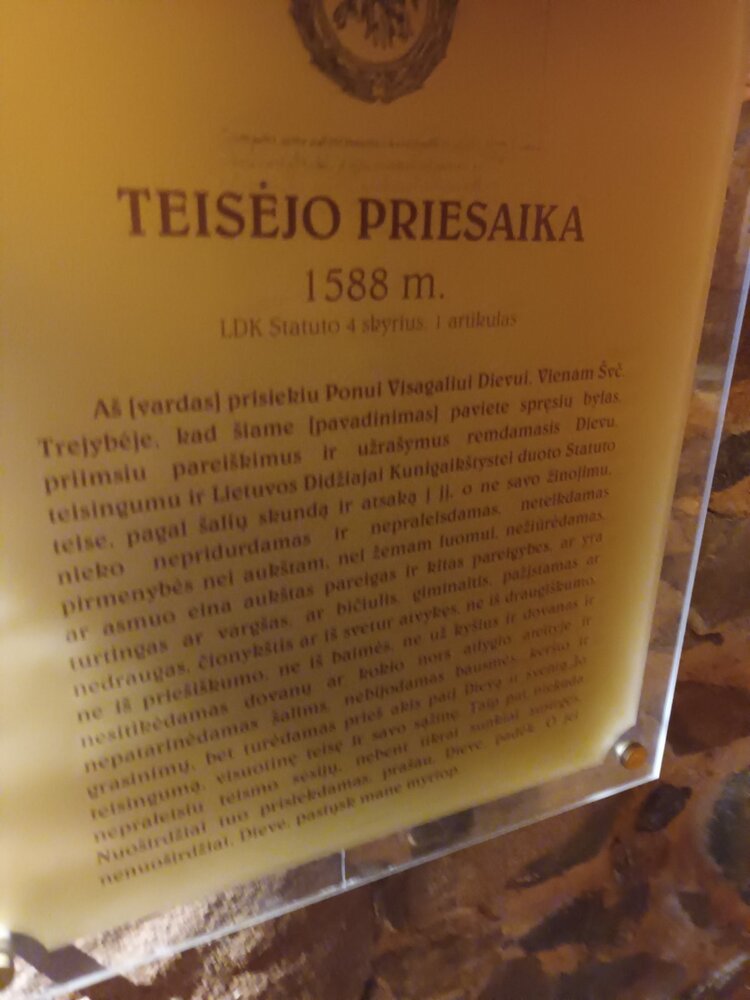 TEISĖJO PRIESAIKA
1588 m.
LDK Statuto 4 skyrius, 1 artikulas
Aš [vardas] prisiekiu Ponui Visagaliui Dievui, Vienam Švč.
Trejybėje, kad šiame [pavadinimas] paviete spręsiu bylas,
priimsiu pareiškimus ir užrašymus remdamasis Dievu,
teisingumu ir Lietuvos Didžiajai Kunigaikštystei duoto Statuto
teise, pagal šalių skundą ir atsaką į jį, o ne savo žinojimu,
nieko nepridurdamas ir nepraleisdamas, neteikdamas
pirmenybės nei aukštam, nei žemam luomui, nežiūrėdamas,
ar asmuo eina aukštas pareigas ir kitas pareigybes, ar yra
turtingas ar vargšas, ar bičiulis, giminaitis, pažįstamas ar
nedraugas, čionykštis ar iš svetur atvykęs, ne iš draugiškumo,
ne iš priešiškumo, ne iš baimės, ne už kyšius ir dovanas ir
nesitikėdamas dovanų ar kokio nors atlygio ateityje ir
nepatarinėdamas šalims, nebijodamas bausmės, keršto ir
grasinimų, bet turėdamas prieš akis patį Dievą ir šventą Jo
teisingumą, visuotinę teisę ir savo sąžinę. Taip pat niekada
nepraleisiu teismo sesijų, nebent tikrai sunkiai susirgęs.
Nuoširdžiai tuo prisiekdamas, prašau, Dieve, padėk. O jei
nenuoširdžiai, Dieve, pasiųsk mane myriop.